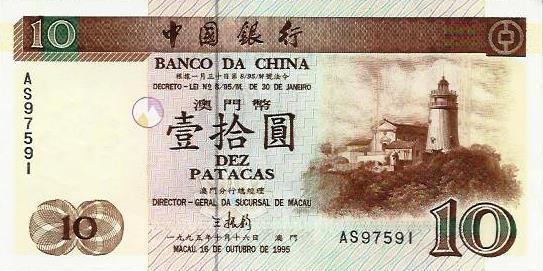 10 中國銀行
BANCO DA CHINA
根據一月三十日第8/95/M號法令
DECRETO - LEI Nº 8/95/M, DE 30 DE JANEIRO
AS97591
澳門幣
壹拾圓
DEZ
PATACAS
澳門分行總經理
DIRECTOR - GERAL DA SUCURSAL DE MACAU
一九九五年十月十六日 澳門
MACAU, 16 DE OUTUBRO DE 1995
AS97591
10
10